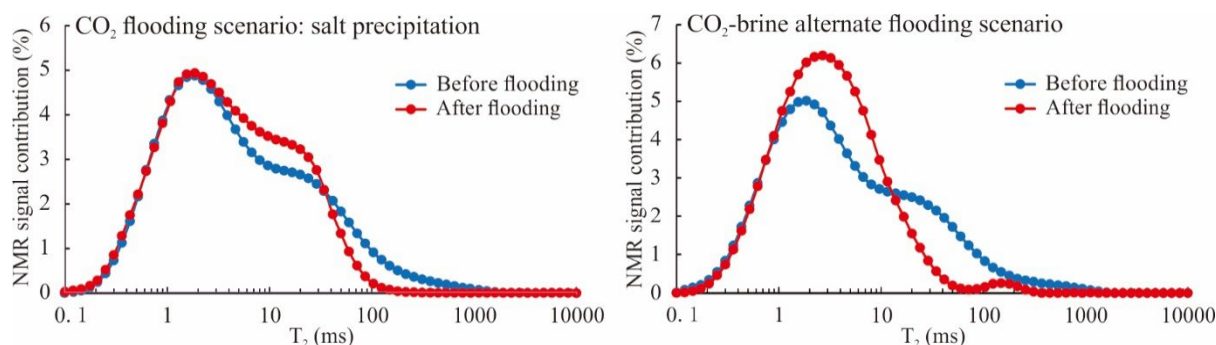 CO₂ flooding scenario: salt precipitation
NMR signal contribution (%)
6
5
4
3
2
1
0
Before flooding
After flooding
0.1
1
10
100
1000
10000
T₂ (ms)
CO₂-brine alternate flooding scenario
NMR signal contribution (%)
7
6
5
4
3
2
1
0
Before flooding
After flooding
0.1
1
10
100
1000
10000
T₂ (ms)